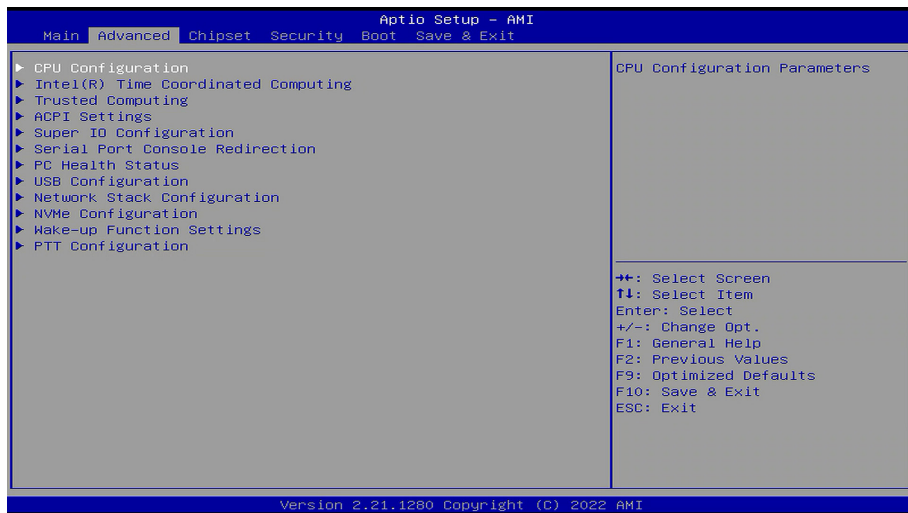 Aptio Setup – AMI
Main Advanced Chipset Security Boot Save & Exit
▶ CPU Configuration
▶ Intel(R) Time Coordinated Computing
▶ Trusted Computing
▶ ACPI Settings
▶ Super IO Configuration
▶ Serial Port Console Redirection
▶ PC Health Status
▶ USB Configuration
▶ Network Stack Configuration
▶ NVMe Configuration
▶ Wake-up Function Settings
▶ PTT Configuration
CPU Configuration Parameters
→←: Select Screen
↑↓: Select Item
Enter: Select
+/-: Change Opt.
F1: General Help
F2: Previous Values
F9: Optimized Defaults
F10: Save & Exit
ESC: Exit
Version 2.21.1280 Copyright (C) 2022 AMI